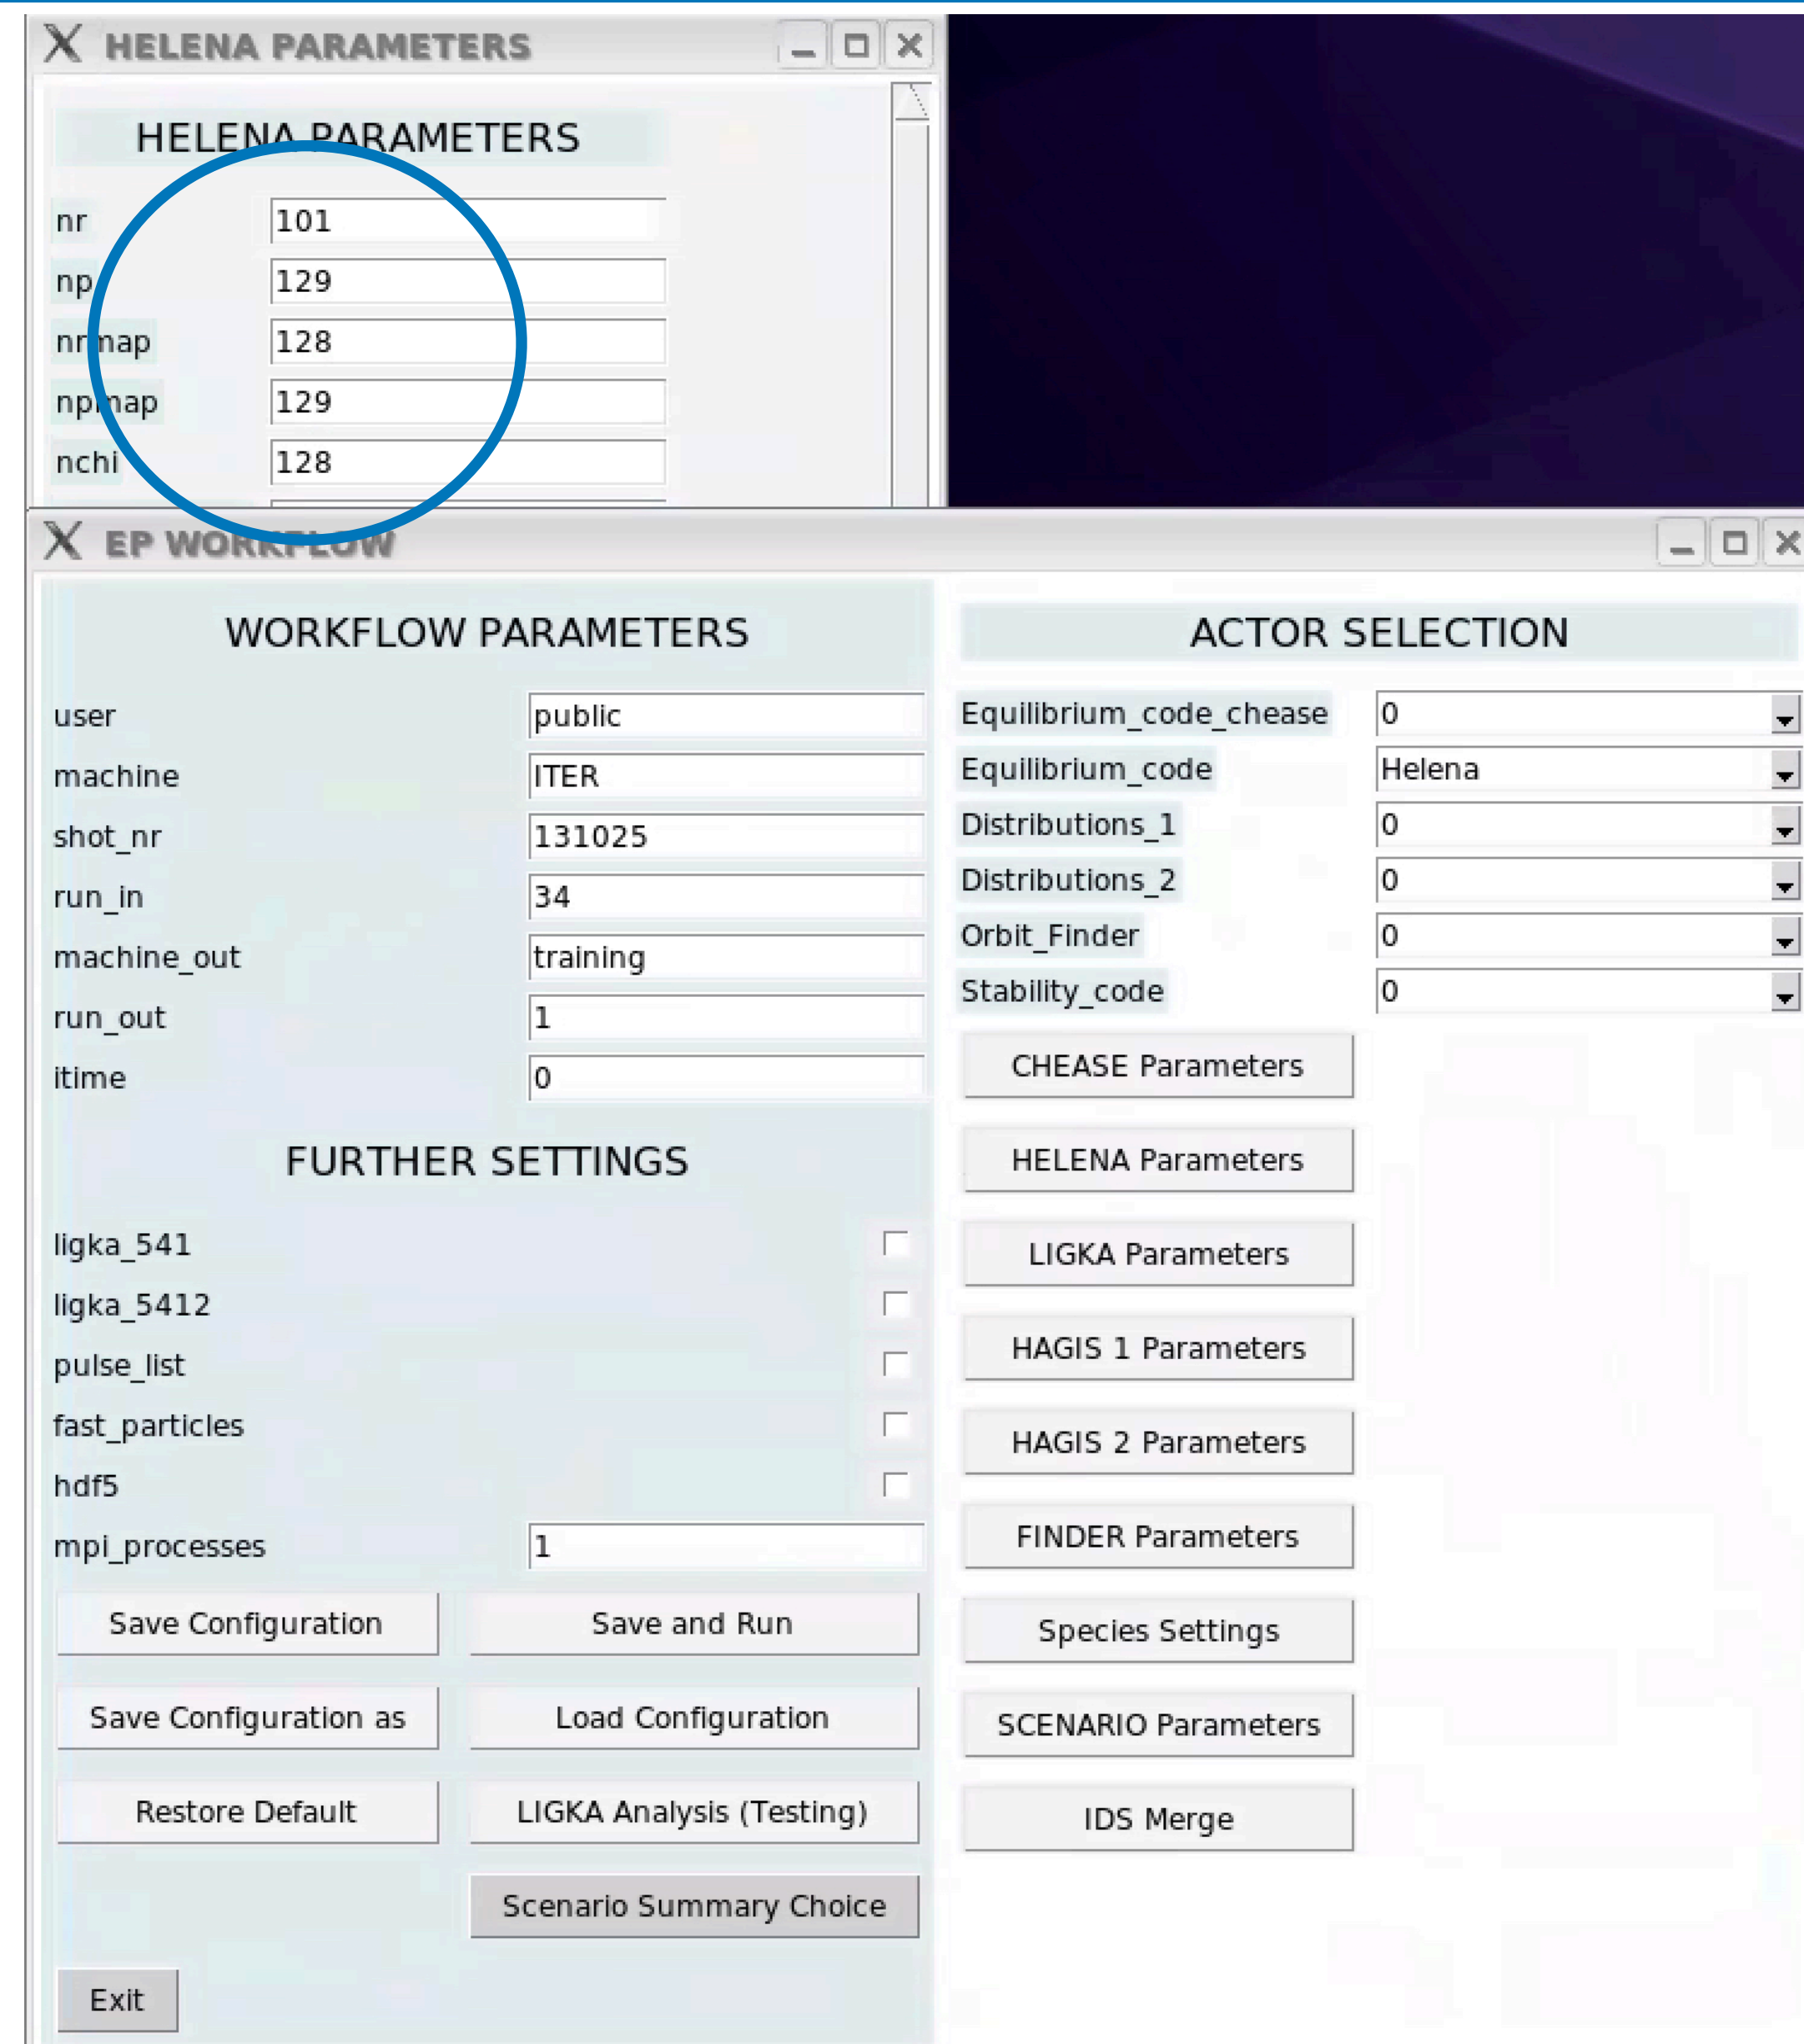 HELENA PARAMETERS
HELENA PARAMETERS
nr 101
np 129
nrmap 128
npmap 129
nchi 128
EP WORKFLOW
WORKFLOW PARAMETERS
user public
machine ITER
shot_nr 131025
run_in 34
machine_out training
run_out 1
itime 0
FURTHER SETTINGS
ligka_541
ligka_5412
pulse_list
fast_particles
hdf5
mpi_processes 1
Save Configuration Save and Run
Save Configuration as Load Configuration
Restore Default LIGKA Analysis (Testing)
Scenario Summary Choice
Exit
ACTOR SELECTION
Equilibrium_code_chease 0
Equilibrium_code Helena
Distributions_1 0
Distributions_2 0
Orbit_Finder 0
Stability_code 0
CHEASE Parameters
HELENA Parameters
LIGKA Parameters
HAGIS 1 Parameters
HAGIS 2 Parameters
FINDER Parameters
Species Settings
SCENARIO Parameters
IDS Merge